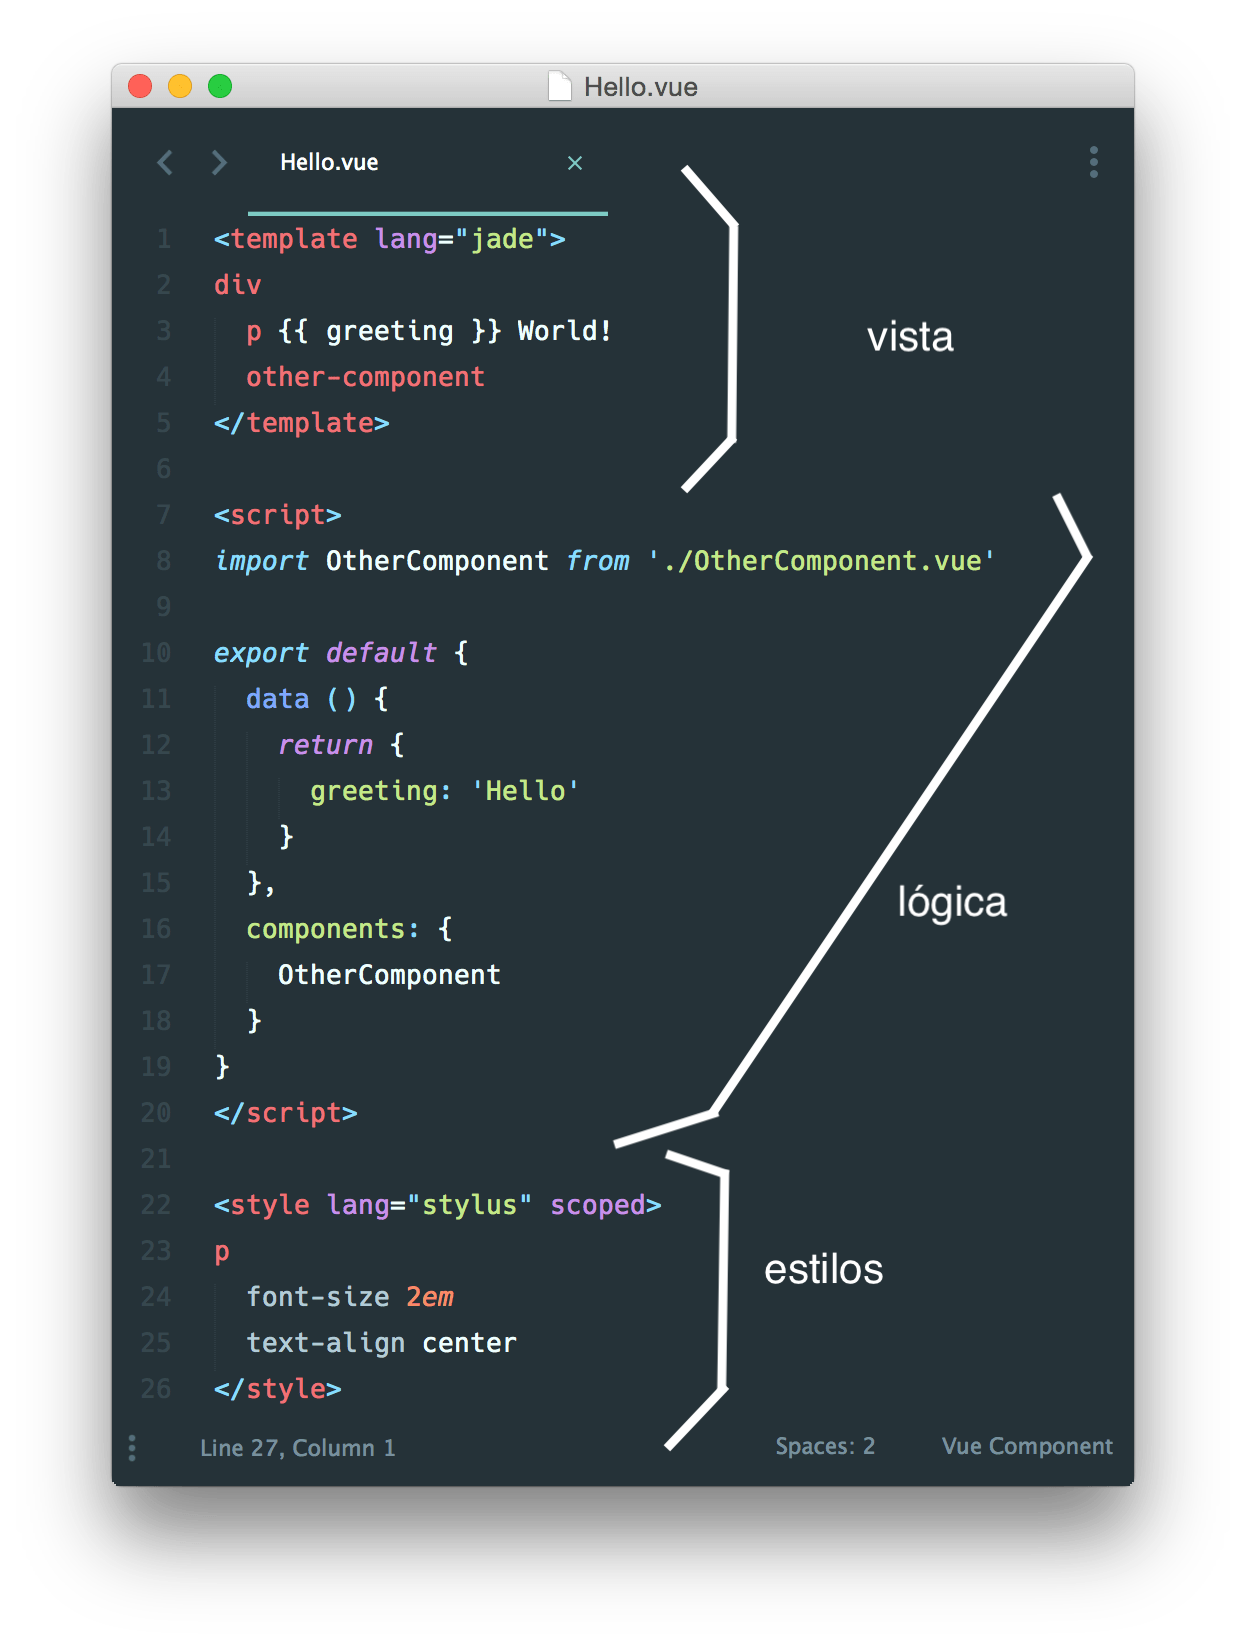 Hello.vue
Hello.vue ×
1 <template lang="jade">
2 div
3   p {{ greeting }} World!
vista
4   other-component
5 </template>
6
7 <script>
8 import OtherComponent from './OtherComponent.vue'
9
10 export default {
11   data () {
12     return {
13       greeting: 'Hello'
14     }
15   },
lógica
16   components: {
17     OtherComponent
18   }
19 }
20 </script>
21
22 <style lang="stylus" scoped>
23 p
estilos
24   font-size 2em
25   text-align center
26 </style>
Line 27, Column 1 Spaces: 2 Vue Component